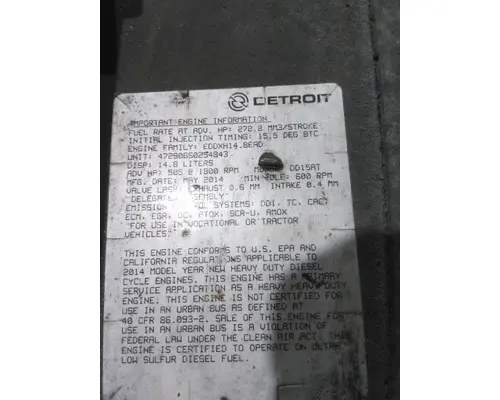 DETROIT
IMPORTANT ENGINE INFORMATION
FUEL RATE AT ADV. HP: 272.2 MM3/STROKE
INITIAL INJECTION TIMING: 15.5 DEG BTC
ENGINE FAMILY: EDDXH14.8EAD
UNIT: 472906S0254843
DISP: 14.8 LITERS
ADV HP: 505 @ 1800 RPM MODEL: DD15AT
MFG. DATE: MAY 2014 MIN IDLE: 600 RPM
VALVE LASH: EXHAUST 0.6 MM INTAKE 0.4 MM
"DELEGATE
EMISSION SYSTEMS: DDI, TC, CAC,
ECM, EGR, OC, PTOX, SCR-U, AMOX
"FOR USE IN VOCATIONAL OR TRACTOR
VEHICLES"
THIS ENGINE CONFORMS TO U.S. EPA AND
CALIFORNIA REGULATIONS APPLICABLE TO
2014 MODEL YEAR NEW HEAVY DUTY DIESEL
CYCLE ENGINES. THIS ENGINE HAS A PRIMARY
SERVICE APPLICATION AS A HEAVY HEAVY DUTY
ENGINE. THIS ENGINE IS NOT CERTIFIED FOR
USE IN AN URBAN BUS AS DEFINED AT
40 CFR 86.093-2. SALE OF THIS ENGINE FOR
USE IN AN URBAN BUS IS A VIOLATION OF
FEDERAL LAW UNDER THE CLEAN AIR ACT. THIS
ENGINE IS CERTIFIED TO OPERATE ON ULTRA
LOW SULFUR DIESEL FUEL.